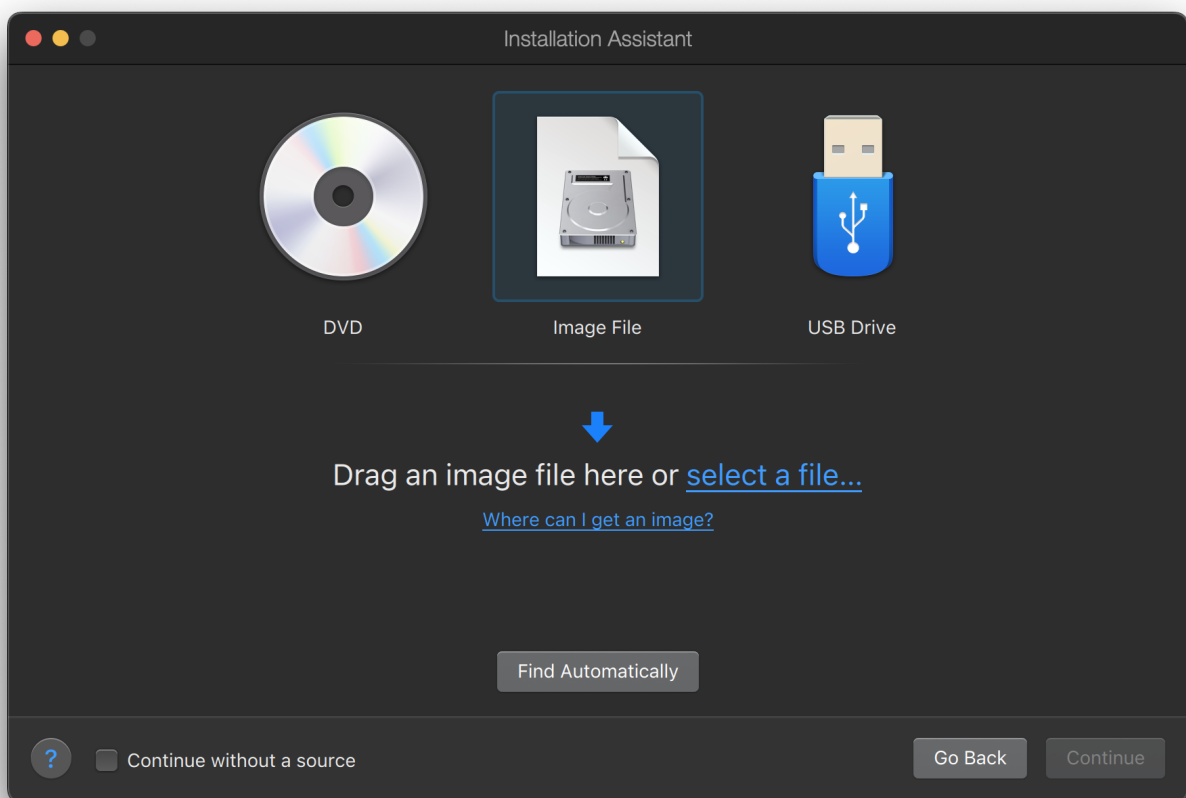 Installation Assistant
DVD
Image File
USB Drive
Drag an image file here or select a file...
Where can I get an image?
Find Automatically
?
Continue without a source
Go Back
Continue